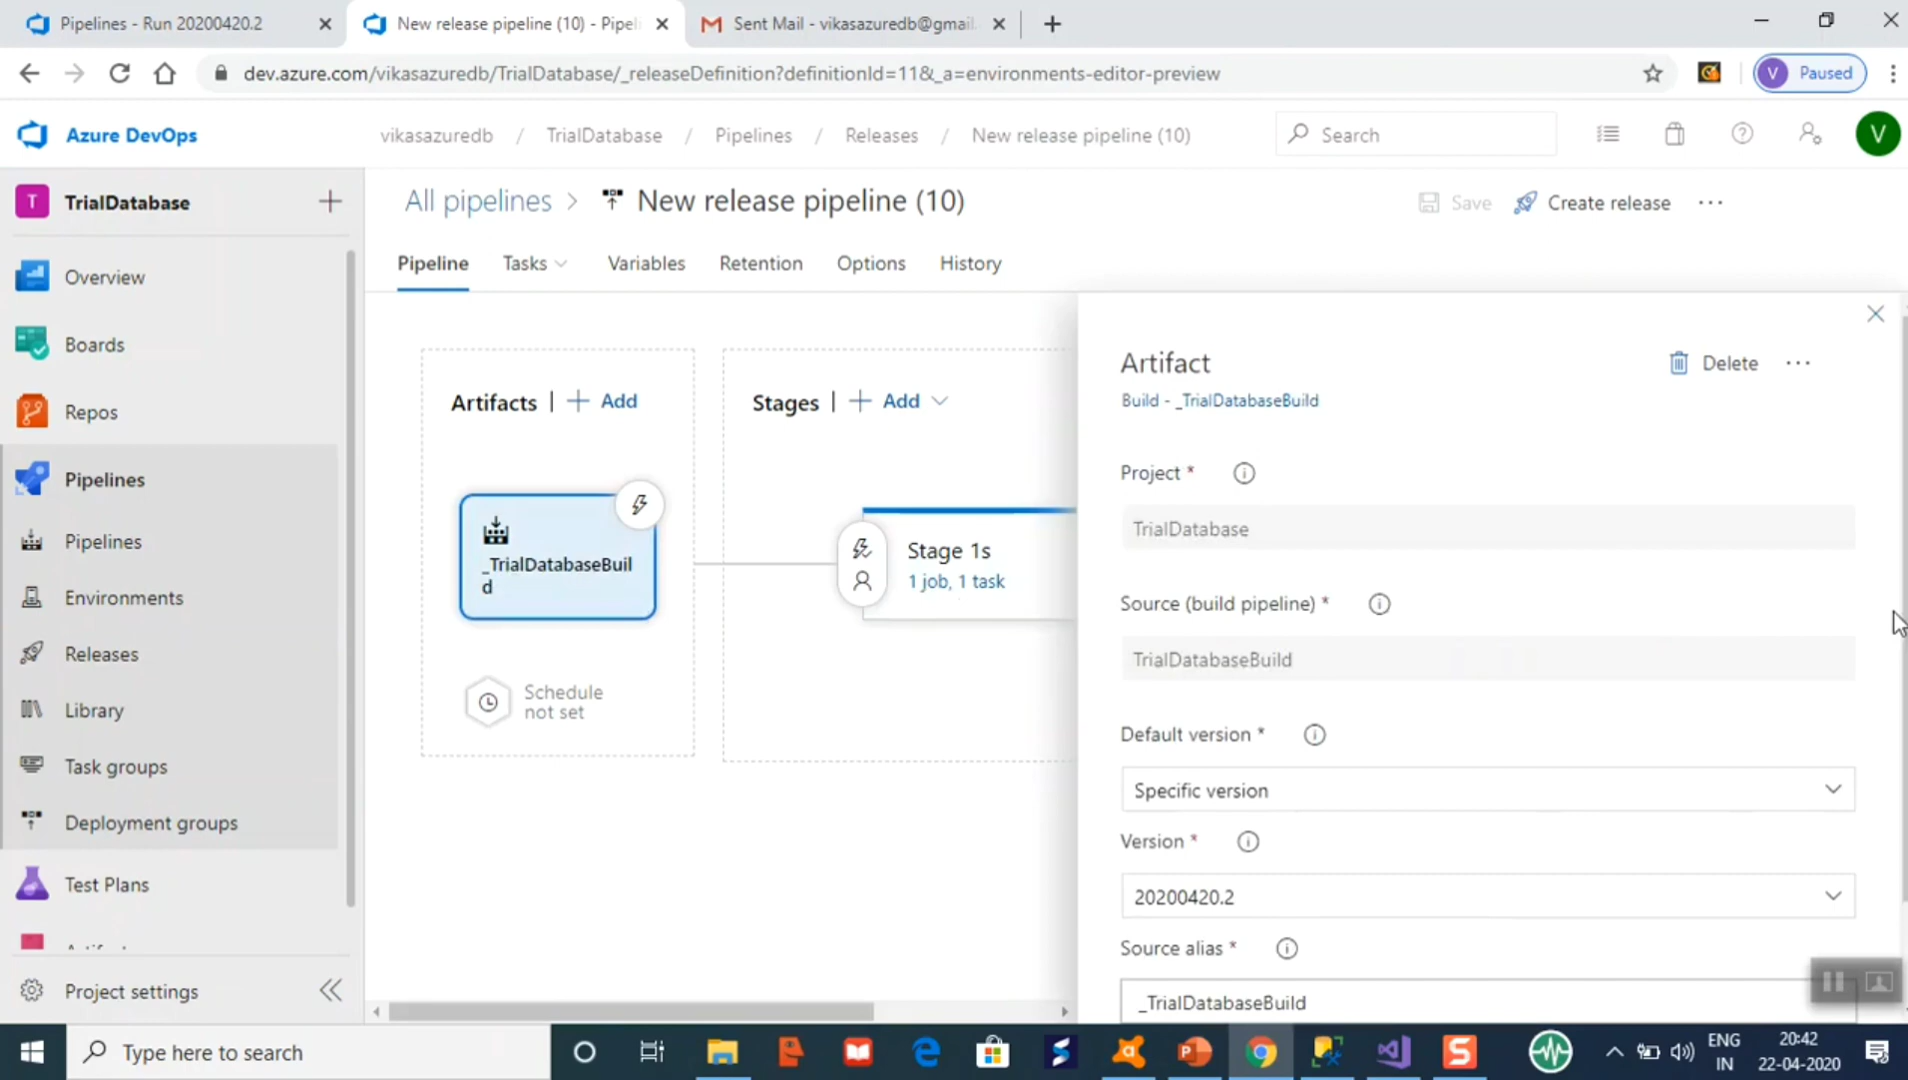 Pipelines - Run 20200420.2
New release pipeline (10) - Pipeli
Sent Mail - vikasazuredb@gmail.
dev.azure.com/vikasazuredb/TrialDatabase/_releaseDefinition?definitionId=11&_a=environments-editor-preview
V Paused
Azure DevOps
vikasazuredb / TrialDatabase / Pipelines / Releases / New release pipeline (10)
Search
V
T TrialDatabase
All pipelines > New release pipeline (10)
Save Create release ...
Overview
Pipeline Tasks Variables Retention Options History
Boards
Repos
Pipelines
Pipelines
Environments
Releases
Library
Task groups
Deployment groups
Test Plans
Project settings
Artifacts | + Add
_TrialDatabaseBuil
d
Schedule
not set
Stages | + Add
Stage 1s
1 job, 1 task
Artifact
Delete ...
Build - _TrialDatabaseBuild
Project *
TrialDatabase
Source (build pipeline) *
TrialDatabaseBuild
Default version *
Specific version
Version *
20200420.2
Source alias *
_TrialDatabaseBuild
Type here to search
ENG
IN
20:42
22-04-2020